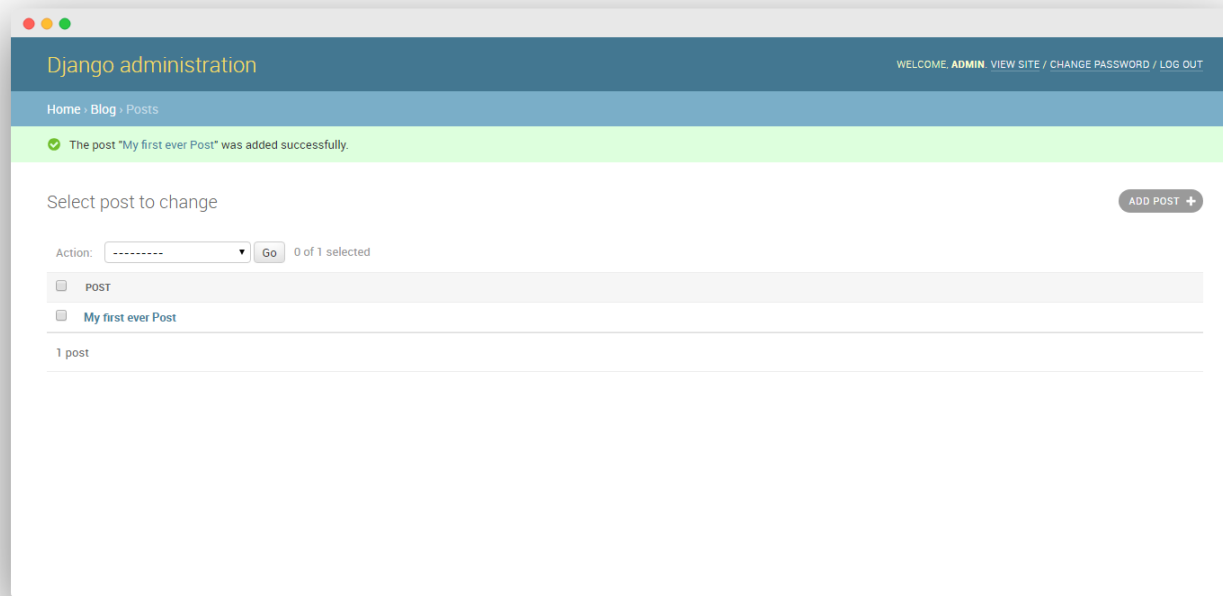 Django administration
WELCOME, ADMIN. VIEW SITE / CHANGE PASSWORD / LOG OUT
Home › Blog › Posts
The post "My first ever Post" was added successfully.
Select post to change
ADD POST +
Action: --------- Go 0 of 1 selected
POST
My first ever Post
1 post